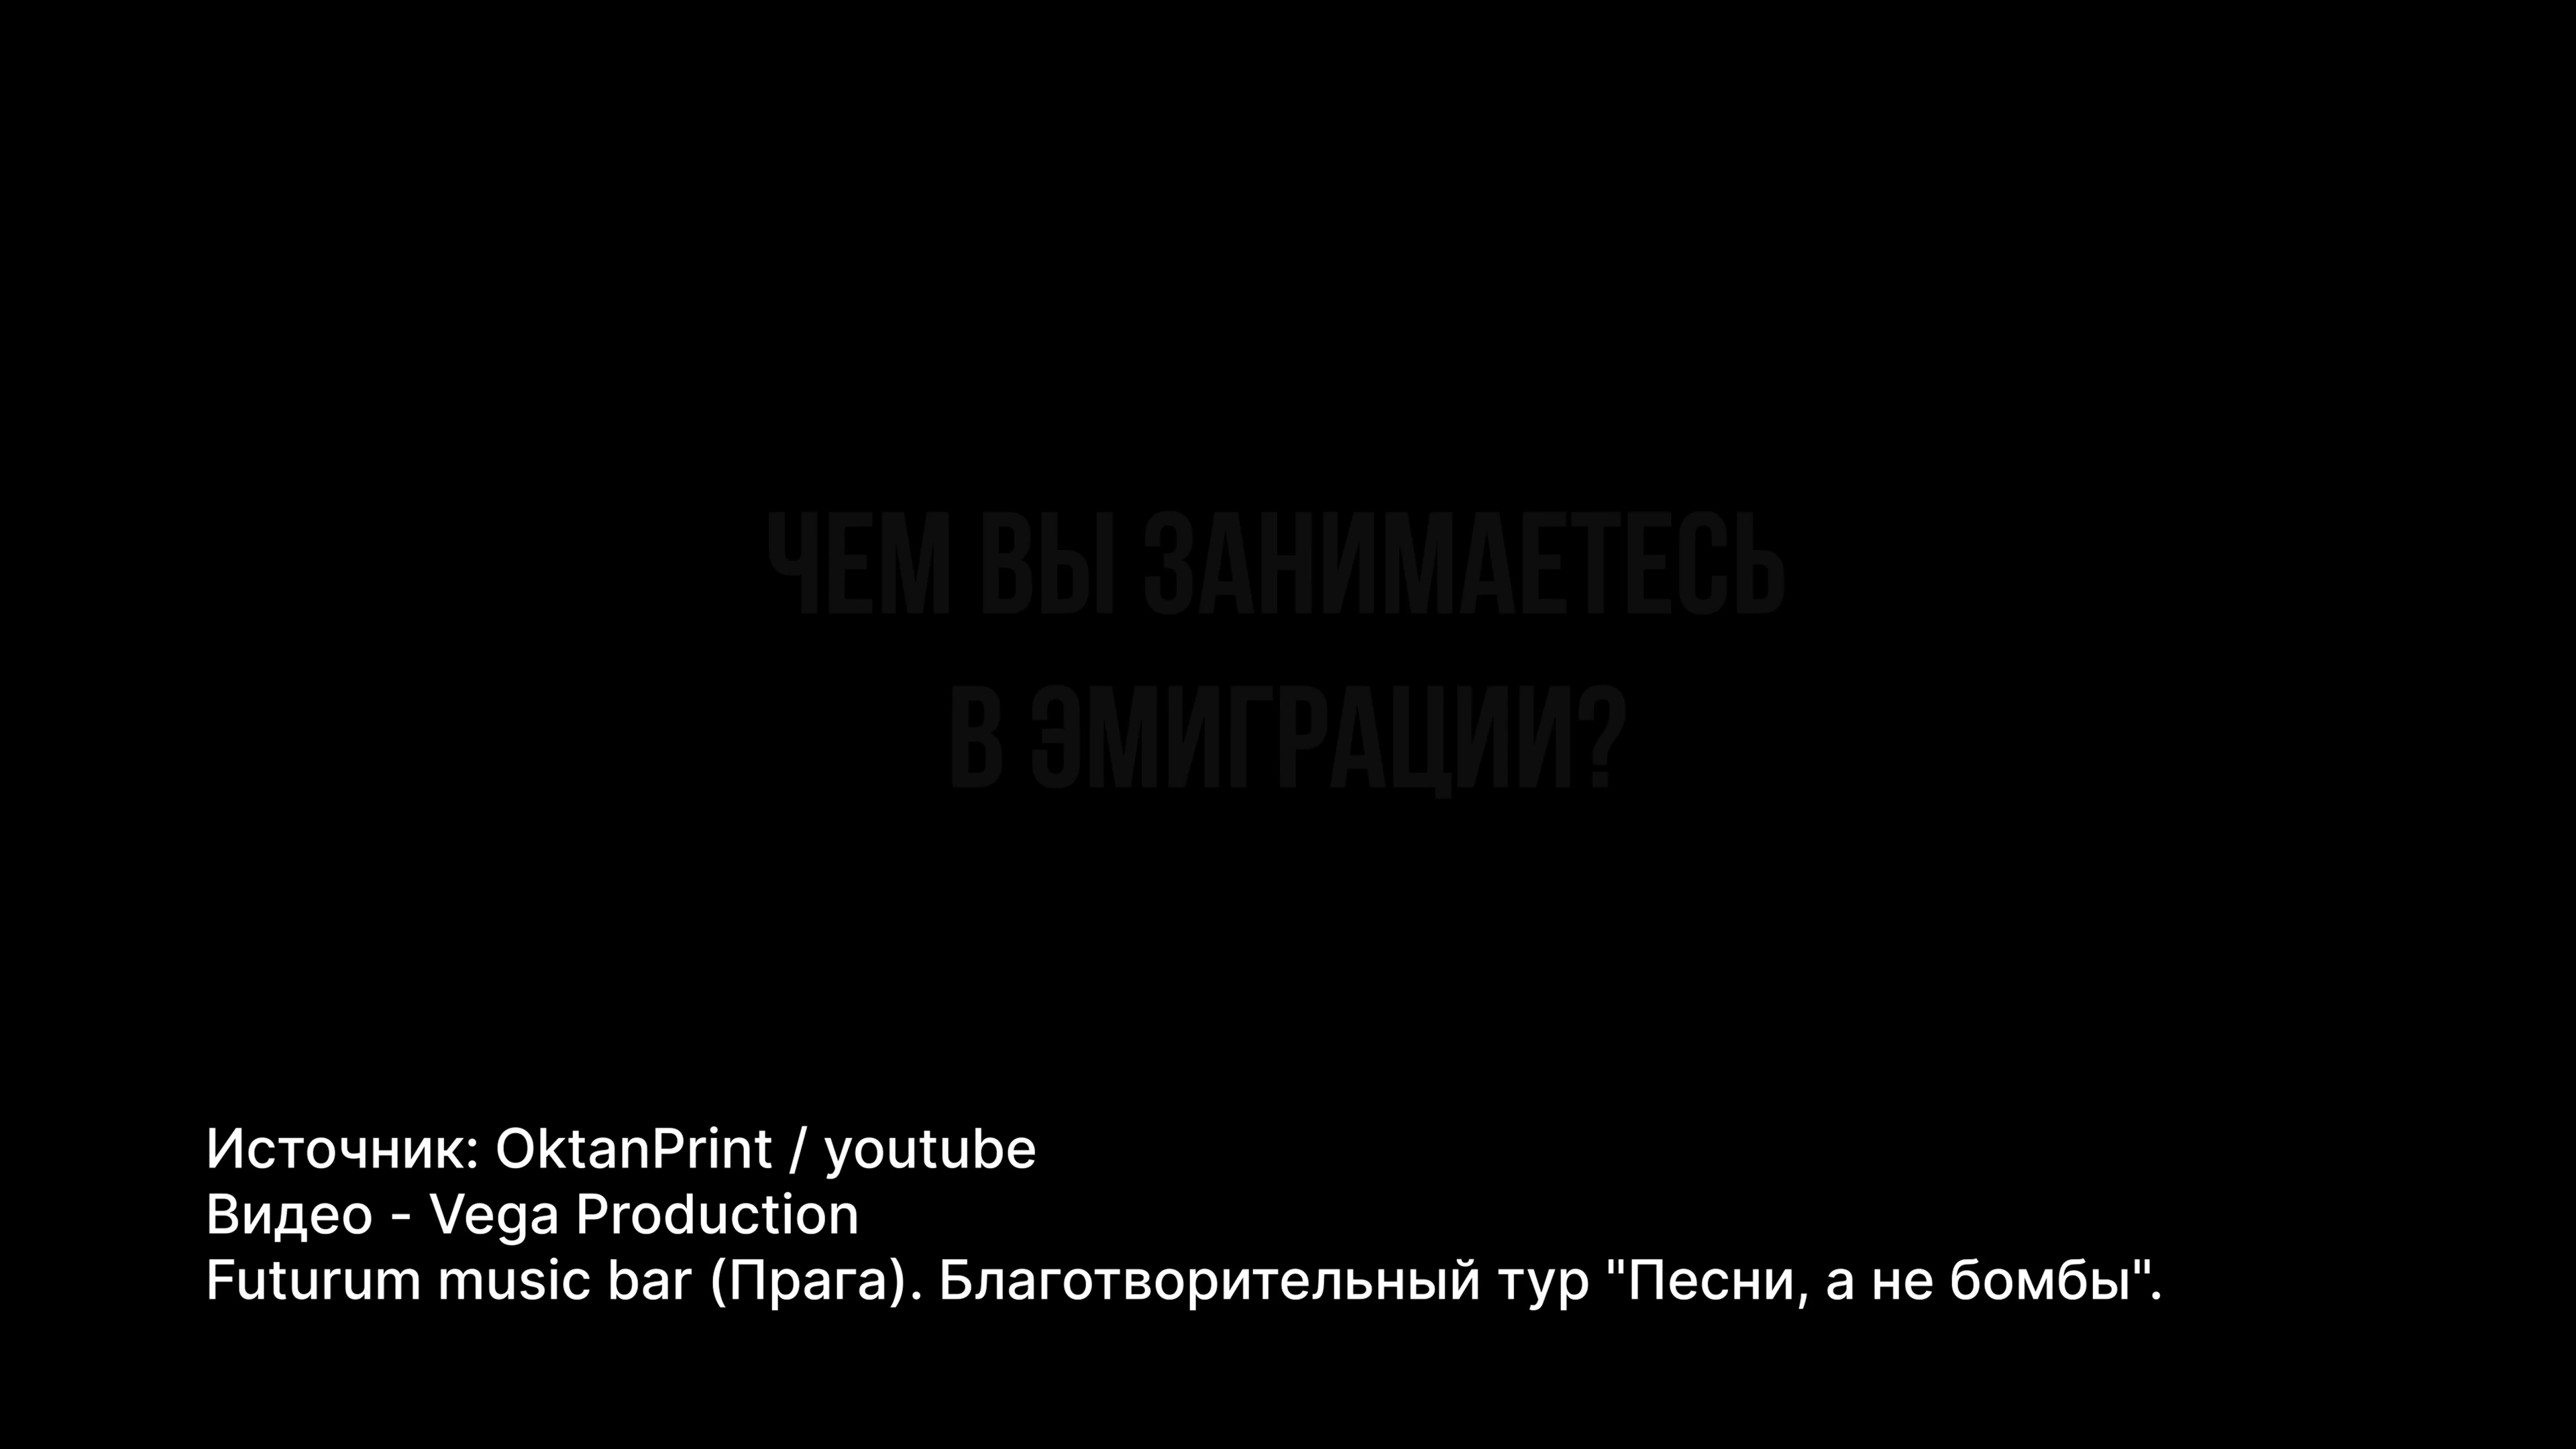 ЧЕМ ВЫ ЗАНИМАЕТЕСЬ
В ЭМИГРАЦИИ?
Источник: OktanPrint / youtube
Видео - Vega Production
Futurum music bar (Прага). Благотворительный тур "Песни, а не бомбы".